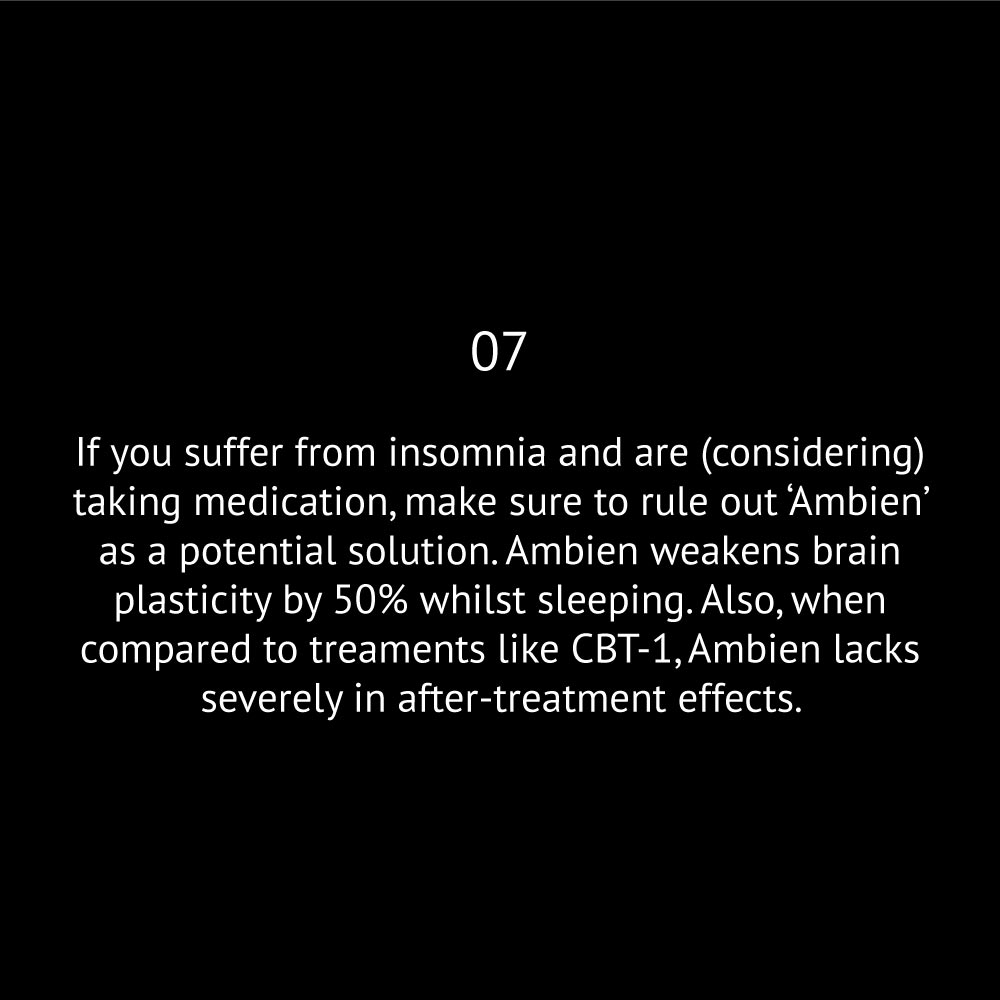 07
If you suffer from insomnia and are (considering)
taking medication, make sure to rule out ‘Ambien’
as a potential solution. Ambien weakens brain
plasticity by 50% whilst sleeping. Also, when
compared to treaments like CBT-1, Ambien lacks
severely in after-treatment effects.